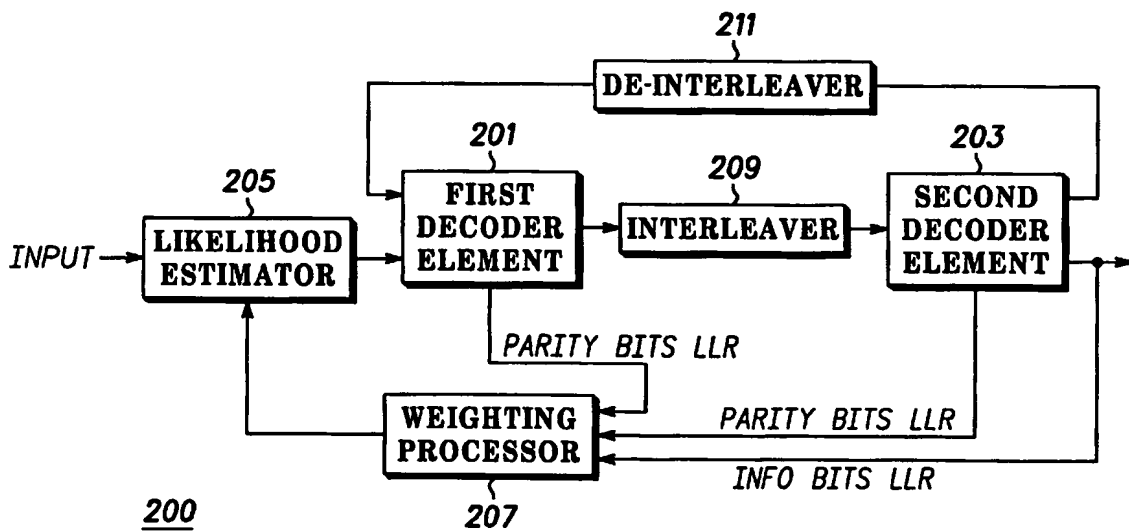 211
DE-INTERLEAVER
201
203
205
209
FIRST
DECODER
ELEMENT
SECOND
DECODER
ELEMENT
INPUT
LIKELIHOOD
ESTIMATOR
INTERLEAVER
PARITY BITS LLR
WEIGHTING
PROCESSOR
PARITY BITS LLR
INFO BITS LLR
207
200